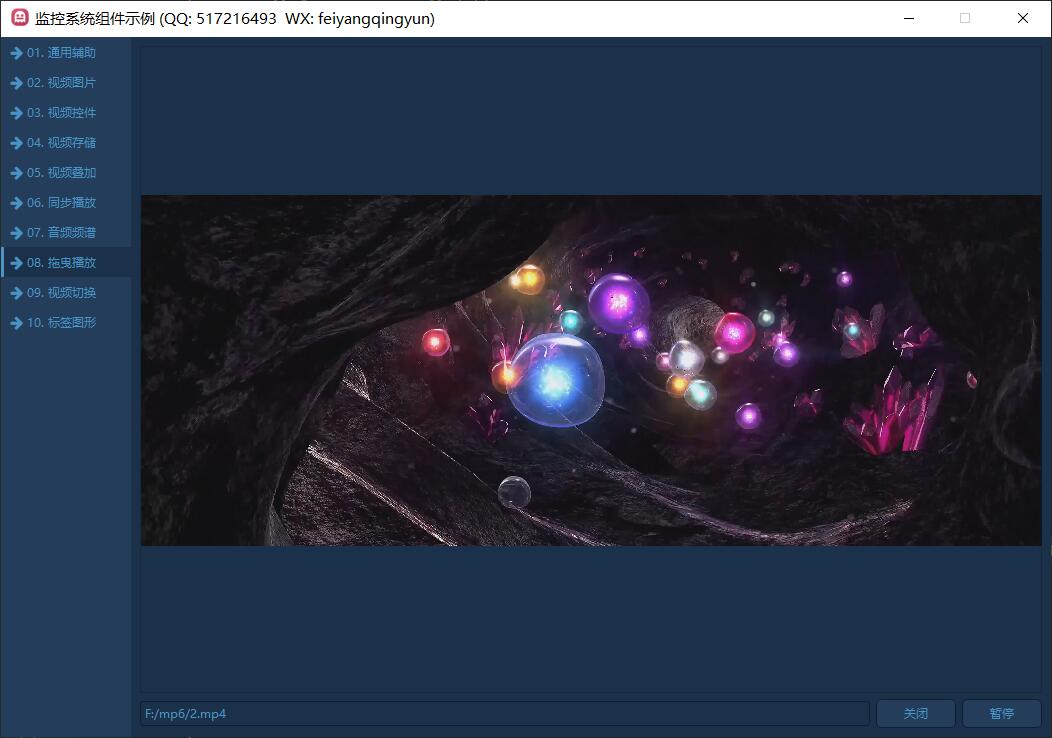 监控系统组件示例 (QQ: 517216493  WX: feiyangqingyun)
01. 通用辅助
02. 视频图片
03. 视频控件
04. 视频存储
05. 视频叠加
06. 同步播放
07. 音频频谱
08. 拖曳播放
09. 视频切换
10. 标签图形
F:/mp6/2.mp4
关闭
暂停